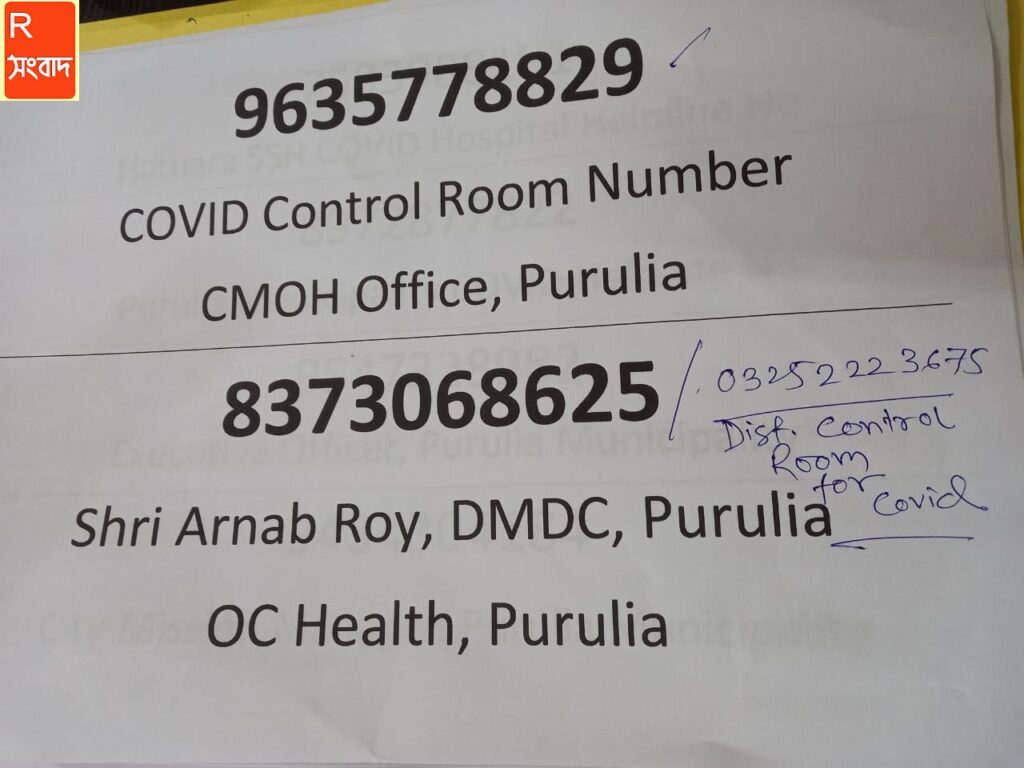 R
সংবাদ
9635778829
COVID Control Room Number
CMOH Office, Purulia
8373068625 / 03252223675
Dist. Control
Room
for
Covid
Shri Arnab Roy, DMDC, Purulia
OC Health, Purulia